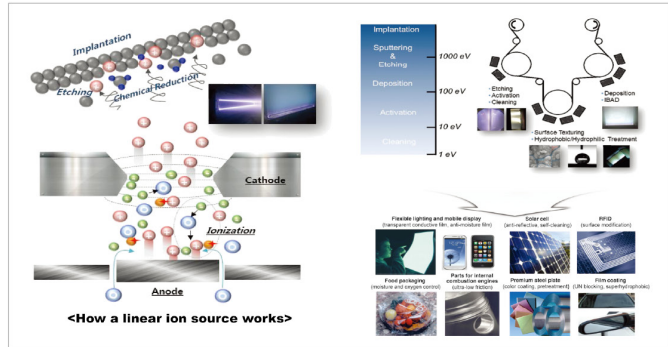 Implantation
Etching
Chemical Reduction
Cathode
Ionization
Anode
<How a linear ion source works>
Implantation
Sputtering
&
Etching
Deposition
Activation
Cleaning
1000 eV
100 eV
10 eV
1 eV
- Etching
- Activation
- Cleaning
- Deposition
- IBAD
- Surface Texturing
- Hydrophobic/Hydrophilic Treatment
Flexible lighting and mobile display
(transparent conductive film, anti-moisture film)
Solar cell
(anti-reflective, self-cleaning)
RFID
(surface modification)
Food packaging
(moisture and oxygen control)
Parts for internal
combustion engines
(ultra-low friction)
Premium steel plate
(color coating, pretreatment)
Film coating
(UN blocking, superhydrophobic)